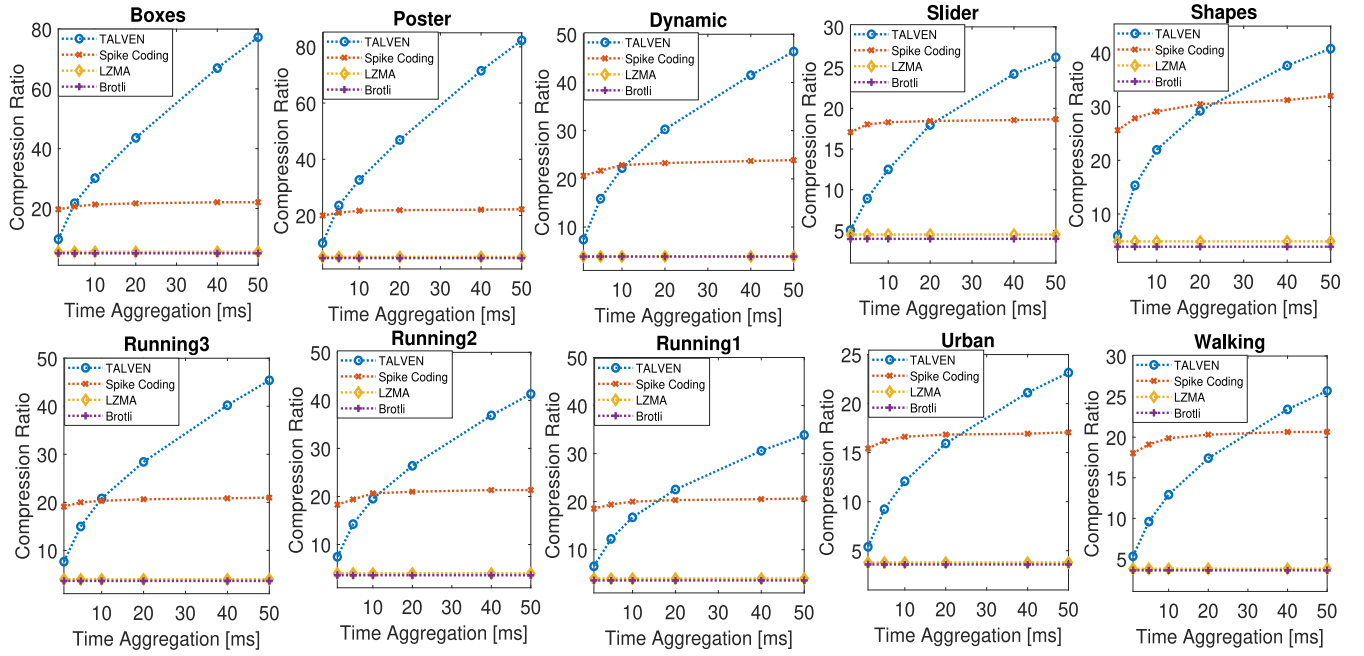 Boxes
Compression Ratio
80
60
40
20
TALVEN
Spike Coding
LZMA
Brotli
10 20 30 40 50
Time Aggregation [ms]
Poster
Compression Ratio
80
60
40
20
TALVEN
Spike Coding
LZMA
Brotli
10 20 30 40 50
Time Aggregation [ms]
Dynamic
Compression Ratio
50
40
30
20
10
TALVEN
Spike Coding
LZMA
Brotli
10 20 30 40 50
Time Aggregation [ms]
Slider
Compression Ratio
30
25
20
15
10
5
TALVEN
Spike Coding
LZMA
Brotli
10 20 30 40 50
Time Aggregation [ms]
Shapes
Compression Ratio
40
30
20
10
TALVEN
Spike Coding
LZMA
Brotli
10 20 30 40 50
Time Aggregation [ms]
Running3
Compression Ratio
50
40
30
20
10
TALVEN
Spike Coding
LZMA
Brotli
10 20 30 40 50
Time Aggregation [ms]
Running2
Compression Ratio
50
40
30
20
10
TALVEN
Spike Coding
LZMA
Brotli
10 20 30 40 50
Time Aggregation [ms]
Running1
Compression Ratio
50
40
30
20
10
TALVEN
Spike Coding
LZMA
Brotli
10 20 30 40 50
Time Aggregation [ms]
Urban
Compression Ratio
25
20
15
10
5
TALVEN
Spike Coding
LZMA
Brotli
10 20 30 40 50
Time Aggregation [ms]
Walking
Compression Ratio
30
25
20
15
10
5
TALVEN
Spike Coding
LZMA
Brotli
10 20 30 40 50
Time Aggregation [ms]